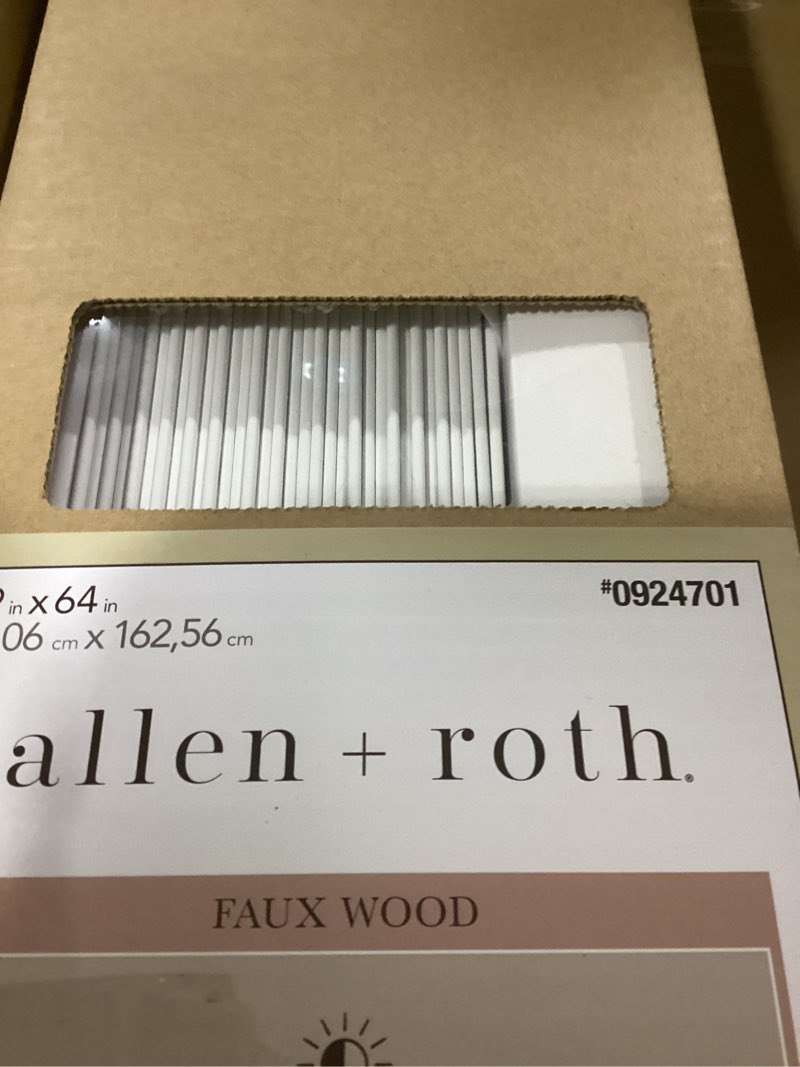 in x 64 in
#0924701
06 cm x 162,56 cm
allen + roth®
FAUX WOOD